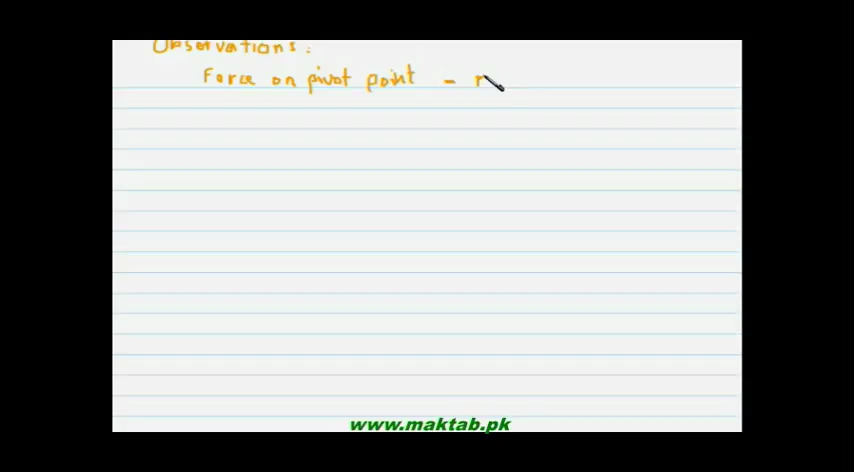 Observations:
Force on pivot point -
www.maktab.pk